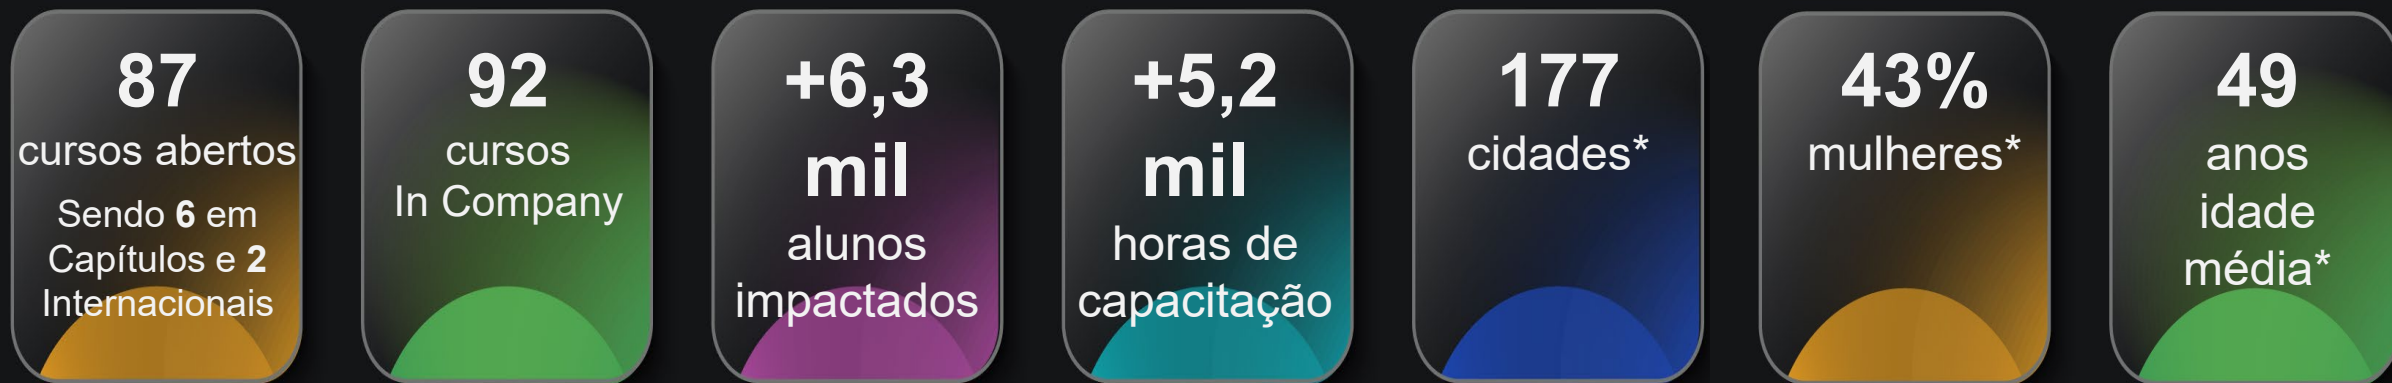 87
cursos abertos
Sendo 6 em
Capítulos e 2
Internacionais
92
cursos
In Company
+6,3
mil
alunos
impactados
+5,2
mil
horas de
capacitação
177
cidades*
43%
mulheres*
49
anos
idade
média*